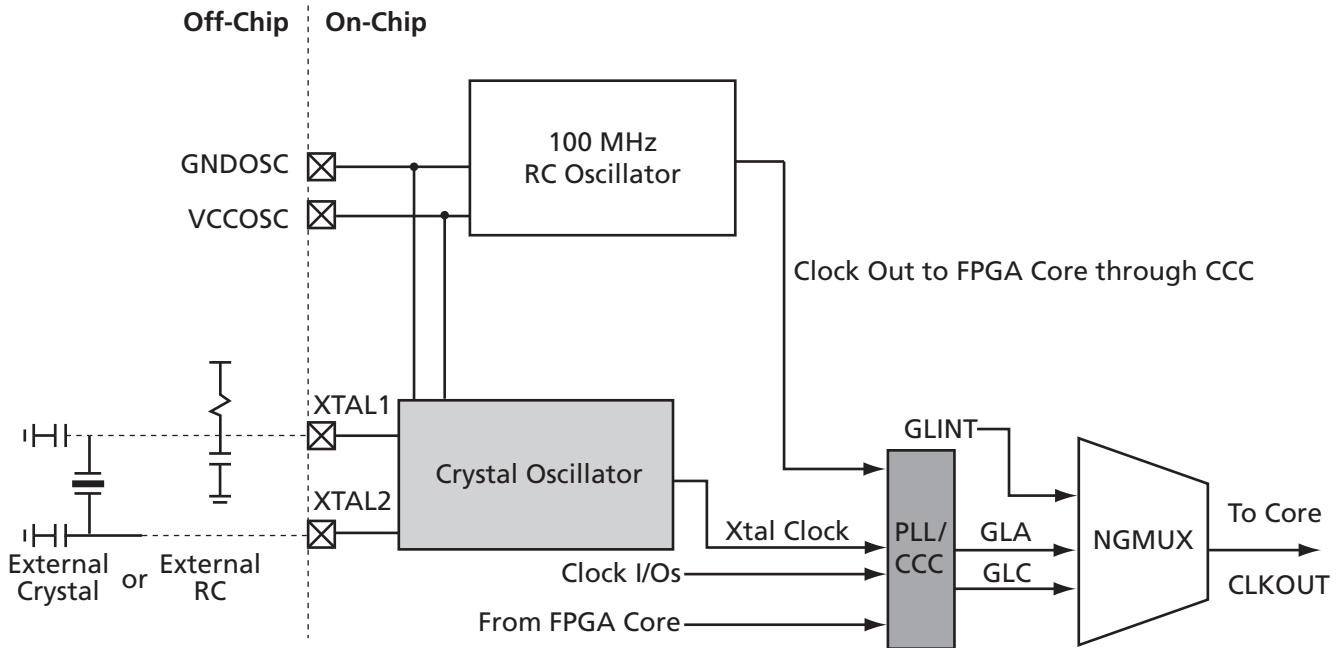 Off-Chip
On-Chip
100 MHz
RC Oscillator
GNDOSC
VCCOSC
Clock Out to FPGA Core through CCC
XTAL1
Crystal Oscillator
XTAL2
GLINT
Xtal Clock
PLL/
CCC
GLA
GLC
NGMUX
To Core
CLKOUT
External
Crystal
or
External
RC
Clock I/Os
From FPGA Core